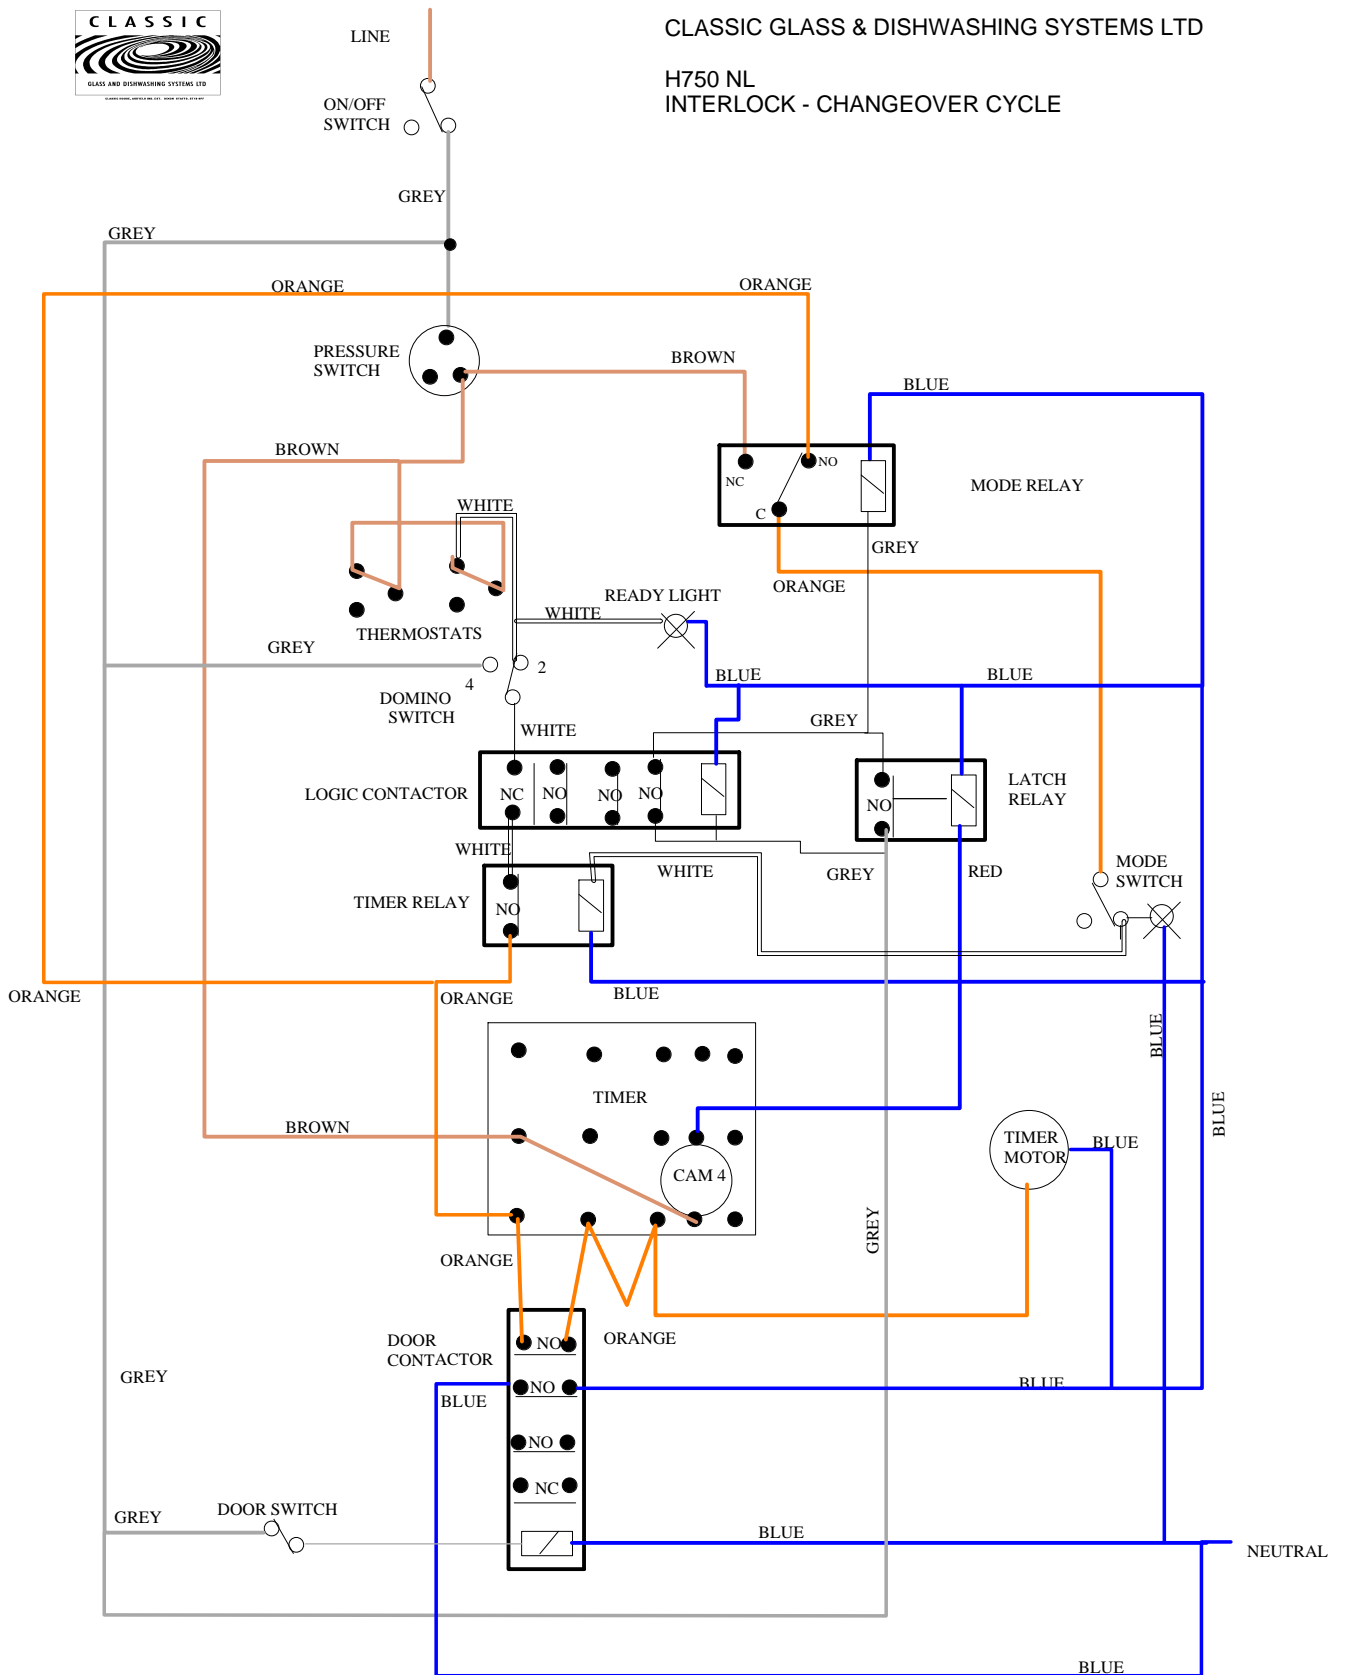 CLASSIC
GLASS AND DISHWASHING SYSTEMS LTD
CLASSIC GLASS & DISHWASHING SYSTEMS LTD
H750 NL
INTERLOCK - CHANGEOVER CYCLE
LINE
ON/OFF
SWITCH
GREY
GREY
ORANGE
ORANGE
PRESSURE
SWITCH
BROWN
BLUE
BROWN
NC
NO
C
MODE RELAY
WHITE
GREY
ORANGE
READY LIGHT
WHITE
THERMOSTATS
GREY
2
4
BLUE
BLUE
DOMINO
SWITCH
WHITE
GREY
LOGIC CONTACTOR
NC
NO
NO
NO
NO
LATCH
RELAY
WHITE
WHITE
GREY
RED
MODE
SWITCH
TIMER RELAY
NO
ORANGE
ORANGE
BLUE
BLUE
TIMER
BLUE
BROWN
TIMER
MOTOR
BLUE
CAM 4
GREY
ORANGE
DOOR
CONTACTOR
NO
ORANGE
GREY
BLUE
NO
BLUE
NO
NC
GREY
DOOR SWITCH
BLUE
NEUTRAL
BLUE